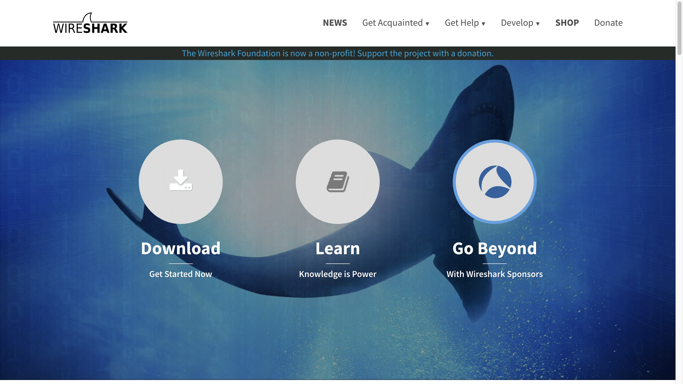 WIRESHARK
NEWS Get Acquainted ▼ Get Help ▼ Develop ▼ SHOP Donate
The Wireshark Foundation is now a non-profit! Support the project with a donation.
Download Learn Go Beyond
Get Started Now Knowledge is Power With Wireshark Sponsors